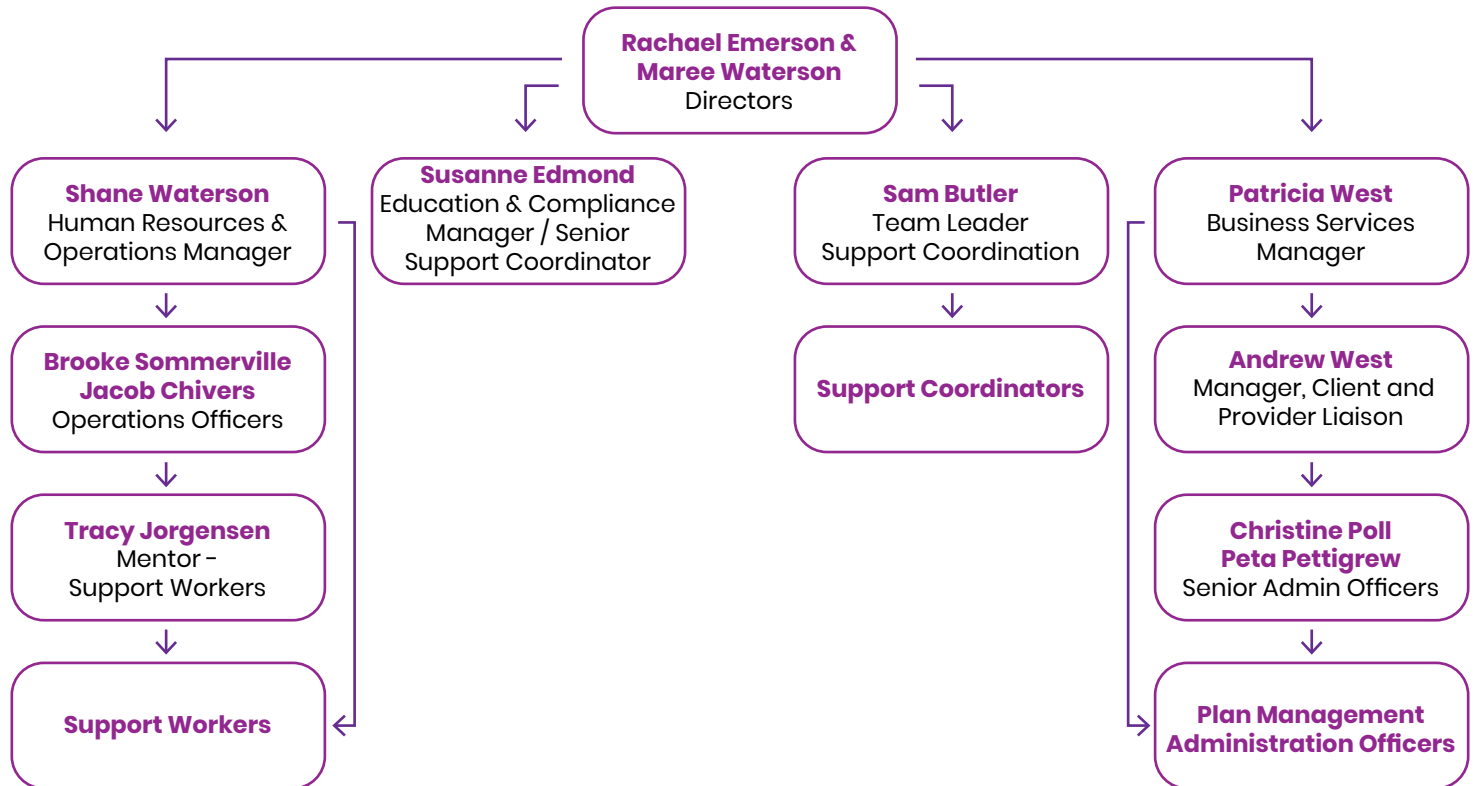 Rachael Emerson &
Maree Waterson
Directors
Shane Waterson
Human Resources &
Operations Manager
Susanne Edmond
Education & Compliance
Manager / Senior
Support Coordinator
Sam Butler
Team Leader
Support Coordination
Patricia West
Business Services
Manager
Brooke Sommerville
Jacob Chivers
Operations Officers
Support Coordinators
Andrew West
Manager, Client and
Provider Liaison
Tracy Jorgensen
Mentor -
Support Workers
Christine Poll
Peta Pettigrew
Senior Admin Officers
Support Workers
Plan Management
Administration Officers